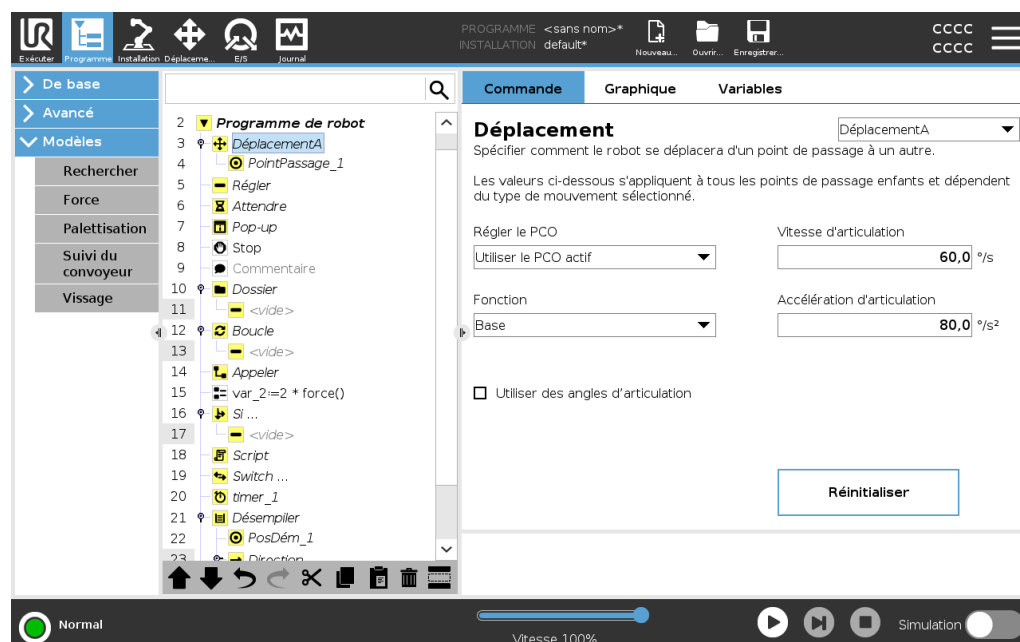 UR
PROGRAMME <sans nom>*
INSTALLATION default*
Exécuter
Programme
Installation
Déplaceme...
E/S
Journal
Nouveau...
Ouvrir...
Enregistrer...
cccc
cccc
De base
Avancé
Modèles
Rechercher
Force
Palettisation
Suivi du
convoyeur
Vissage
2 Programme de robot
3 DéplacementA
4 PointPassage_1
5 Régler
6 Attendre
7 Pop-up
8 Stop
9 Commentaire
10 Dossier
11 <vide>
12 Boucle
13 <vide>
14 Appeler
15 var_2:=2 * force()
16 Si ...
17 <vide>
18 Script
19 Switch ...
20 timer_1
21 Désempiler
22 PosDém_1
23 Direction
Commande Graphique Variables
Déplacement
DéplacementA
Spécifier comment le robot se déplacera d'un point de passage à un autre.
Les valeurs ci-dessous s'appliquent à tous les points de passage enfants et dépendent
du type de mouvement sélectionné.
Régler le PCO
Vitesse d'articulation
Utiliser le PCO actif
60,0 °/s
Fonction
Accélération d'articulation
Base
80,0 °/s²
Utiliser des angles d'articulation
Réinitialiser
Normal
Vitesse 100%
Simulation